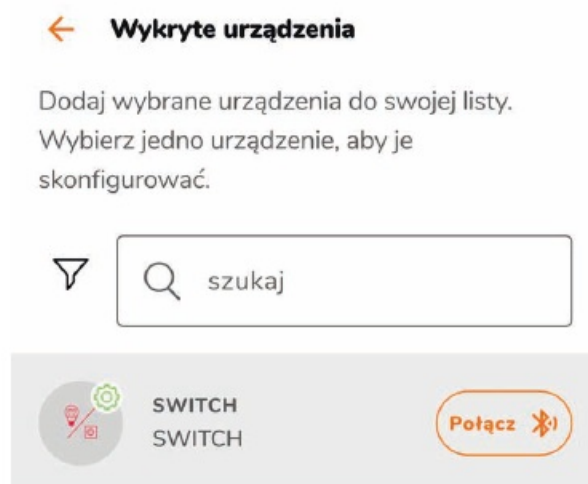 Wykryte urządzenia
Dodaj wybrane urządzenia do swojej listy.
Wybierz jedno urządzenie, aby je
skonfigurować.
szukaj
SWITCH
SWITCH
Połącz